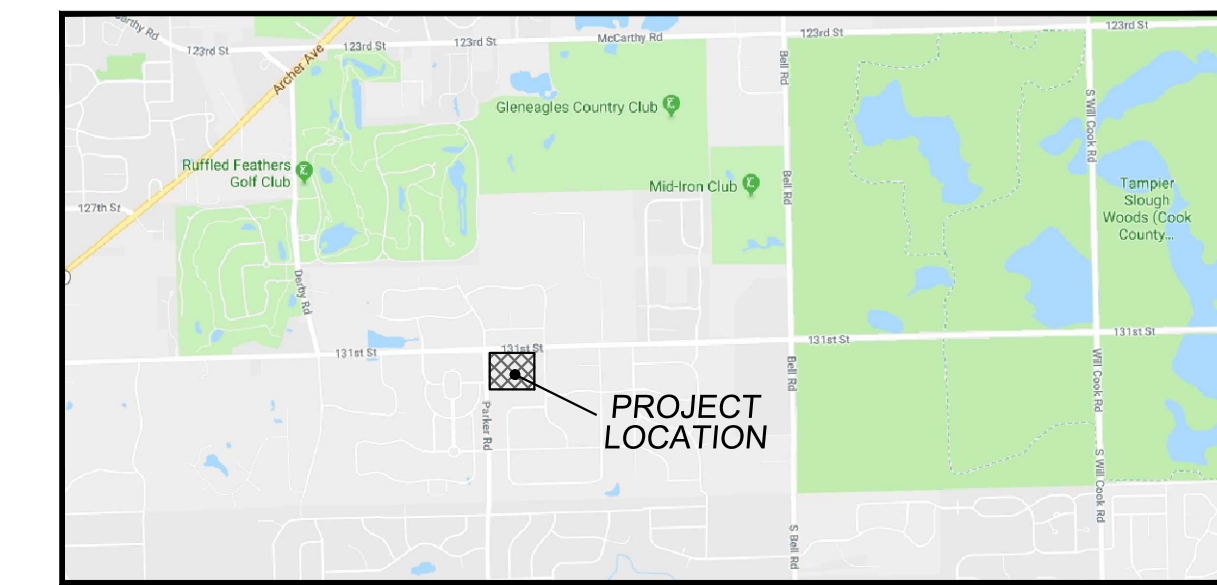 arthy Rd
123rd St
Archer Ave
123rd St
123rd St
McCarthy Rd
123rd St
123rd St
Bell Rd
S Will Cook Rd
Gleneagles Country Club
Ruffled Feathers
Golf Club
Mid-Iron Club
Bell Rd
Tampier
Slough
Woods (Cook
County...
127th St
Derby Rd
131st St
131st St
131st St
131st St
Bell Rd
Will Cook Rd
Parker Rd
PROJECT
LOCATION
S Will Cook Rd
S Bell Rd